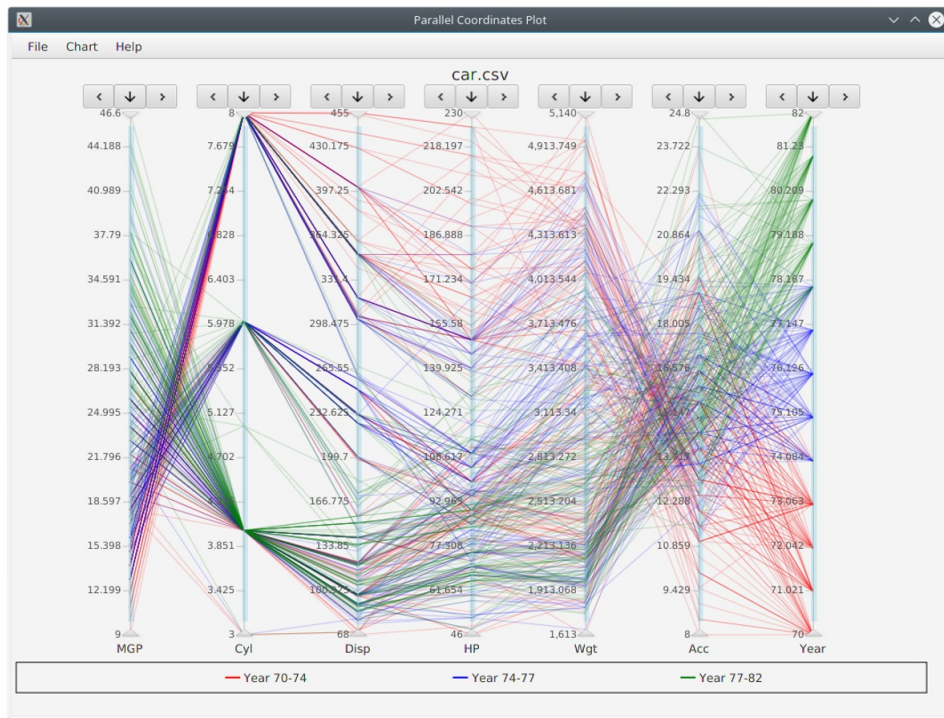 Parallel Coordinates Plot
File Chart Help
car.csv
46.6 8 455 230 5,140 24.8 82
44.188 7.679 430.175 218.197 4,913.749 23.722 81.23
40.989 397.25 202.542 4,613.681 22.293 80.209
37.79 364.325 186.888 4,313.613 20.864 79.188
34.591 6.403 331.4 171.234 4,013.544 19.434 78.167
31.392 5.978 298.475 155.58 3,713.476 18.005 77.147
28.193 265.55 139.925 3,413.408 16.576 76.126
24.995 5.127 232.625 124.271 3,113.34 75.105
21.796 4.702 199.7 108.617 2,813.272 74.084
18.597 166.775 92.963 2,513.204 12.288 73.063
15.398 3.851 133.85 77.308 2,213.136 10.859 72.042
12.199 3.425 100.925 61.654 1,913.068 9.429 71.021
9 3 68 46 1,613 8 70
MGP Cyl Disp HP Wgt Acc Year
Year 70-74 Year 74-77 Year 77-82